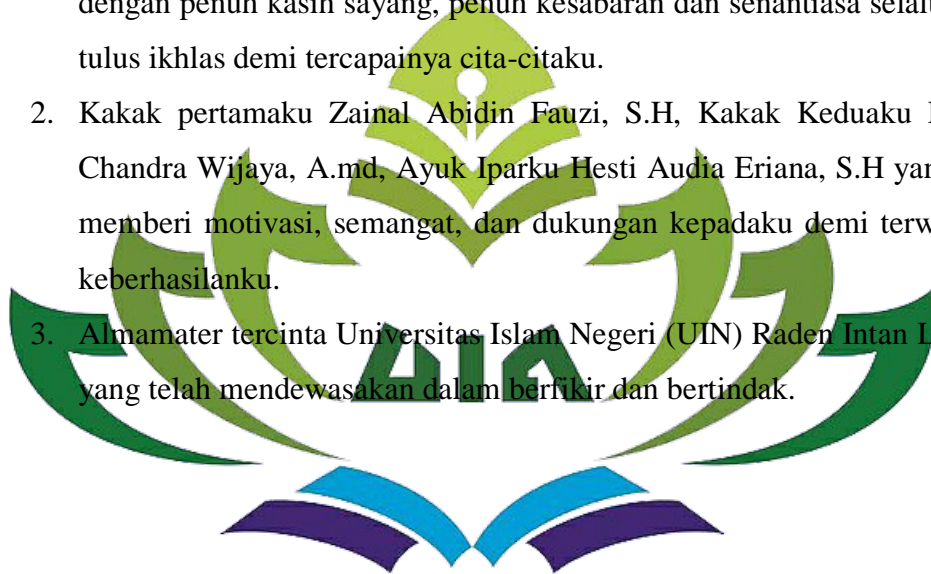 dengan penuh kasih sayang, penuh kesabaran dan senantiasa
tulus ikhlas demi tercapainya cita-citaku.
2. Kakak pertamaku Zainal Abidin Fauzi, S.H, Kakak Keduaku
Chandra Wijaya, A.md, Ayuk Iparku Hesti Audia Eriana, S.H
memberi motivasi, semangat, dan dukungan kepadaku demi
keberhasilanku.
3. Almamater tercinta Universitas Islam Negeri (UIN) Raden Intan
yang telah mendewasakan dalam berfikir dan bertindak.
UIN